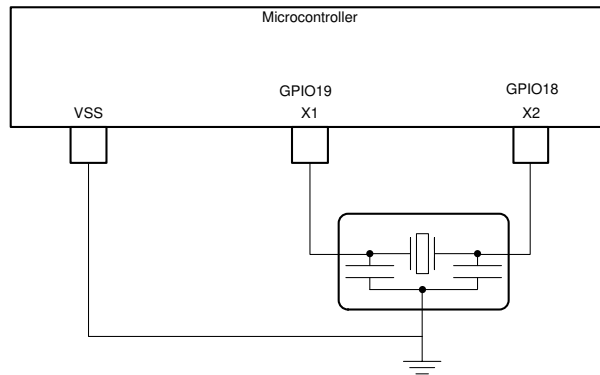 Microcontroller
GPIO19
GPIO18
VSS
X1
X2